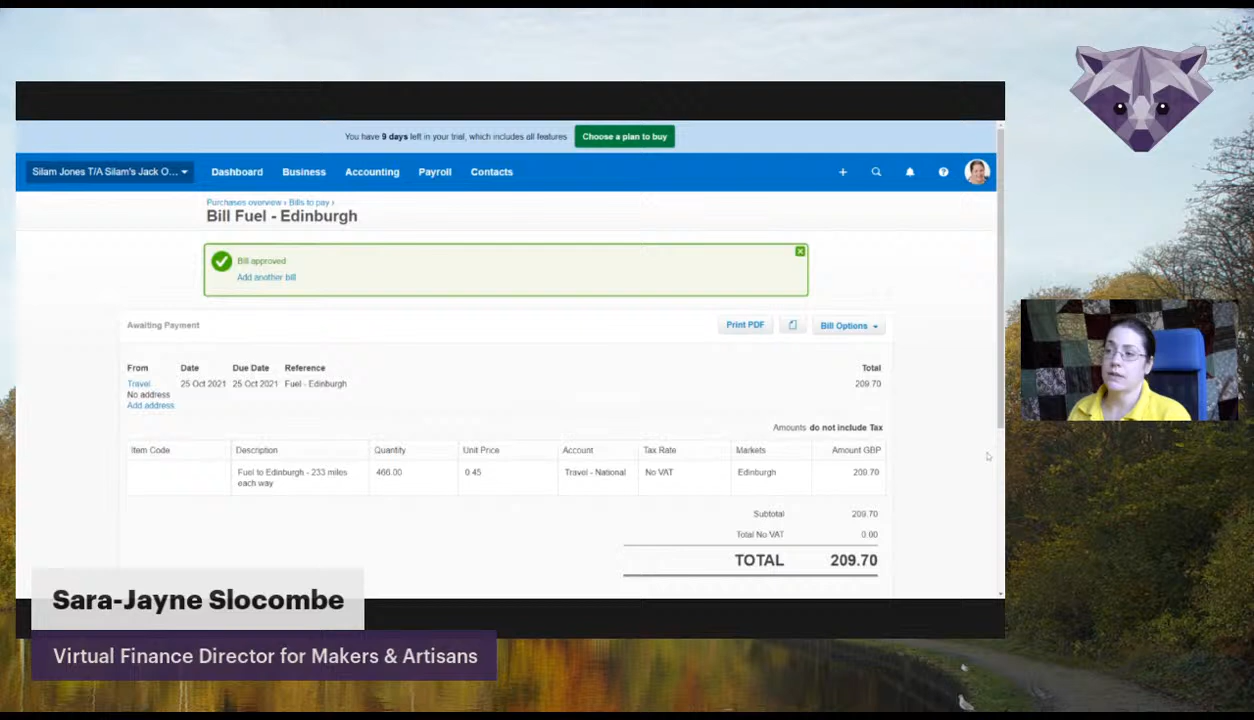 You have 9 days left in your trial, which includes all features
Choose a plan to buy
Silam Jones T/A Silam's Jack O...
Dashboard
Business
Accounting
Payroll
Contacts
Purchases overview › Bills to pay ›
Bill Fuel - Edinburgh
Bill approved
Add another bill
Awaiting Payment
Print PDF
Bill Options
From Date Due Date Reference Total
Travel 25 Oct 2021 25 Oct 2021 Fuel - Edinburgh 209.70
No address
Add address
Amounts do not include Tax
Item Code Description Quantity Unit Price Account Tax Rate Markets Amount GBP
Fuel to Edinburgh - 233 miles 466.00 0.45 Travel - National No VAT Edinburgh 209.70
each way
Subtotal 209.70
Total No VAT 0.00
TOTAL 209.70
Sara-Jayne Slocombe
Virtual Finance Director for Makers & Artisans